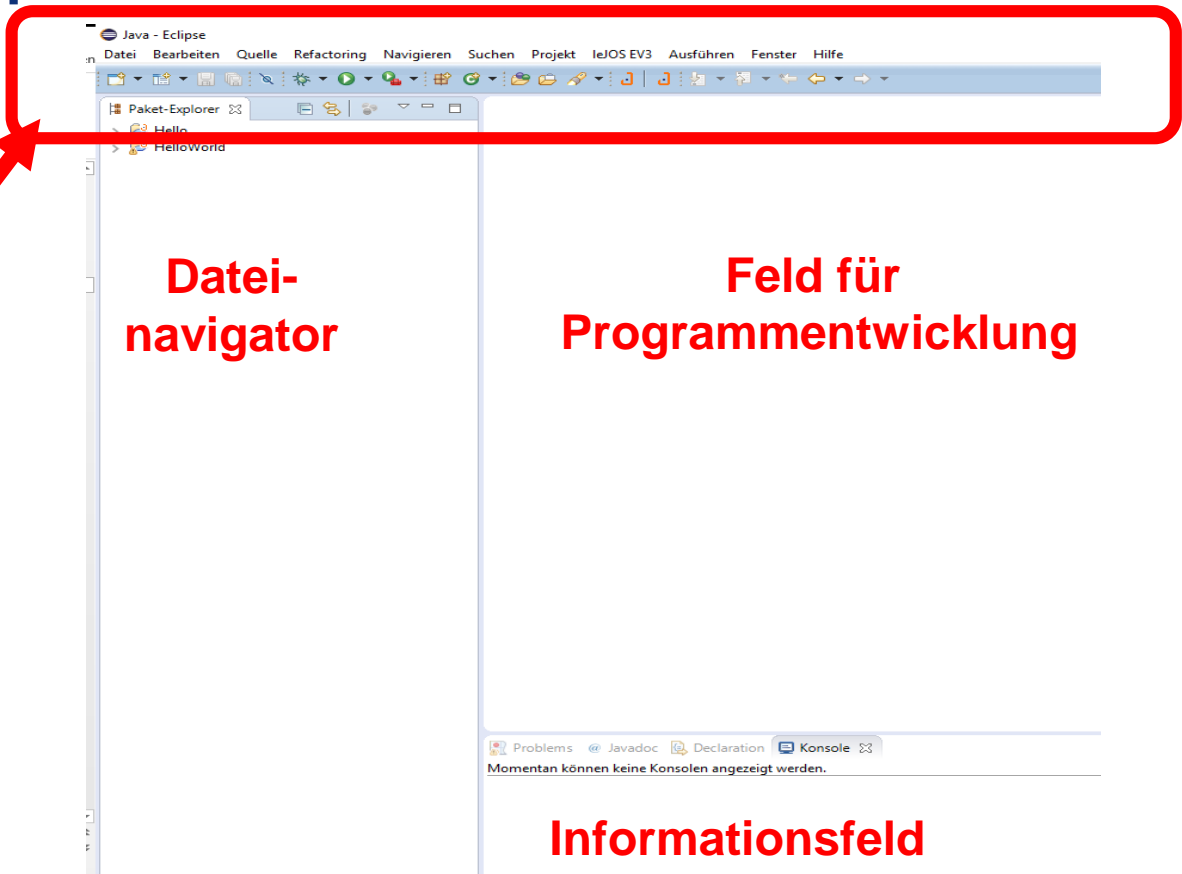 Java - Eclipse
en Datei Bearbeiten Quelle Refactoring Navigieren Suchen Projekt leJOS EV3 Ausführen Fenster Hilfe
Paket-Explorer
Hello
HelloWorld
Datei-
navigator
Feld für
Programmentwicklung
Problems @ Javadoc Declaration Konsole
Momentan können keine Konsolen angezeigt werden.
Informationsfeld